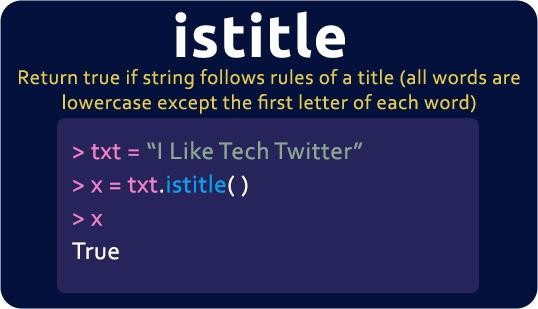 istitle
Return true if string follows rules of a title (all words are
lowercase except the first letter of each word)
> txt = “I Like Tech Twitter”
> x = txt.istitle( )
> x
True